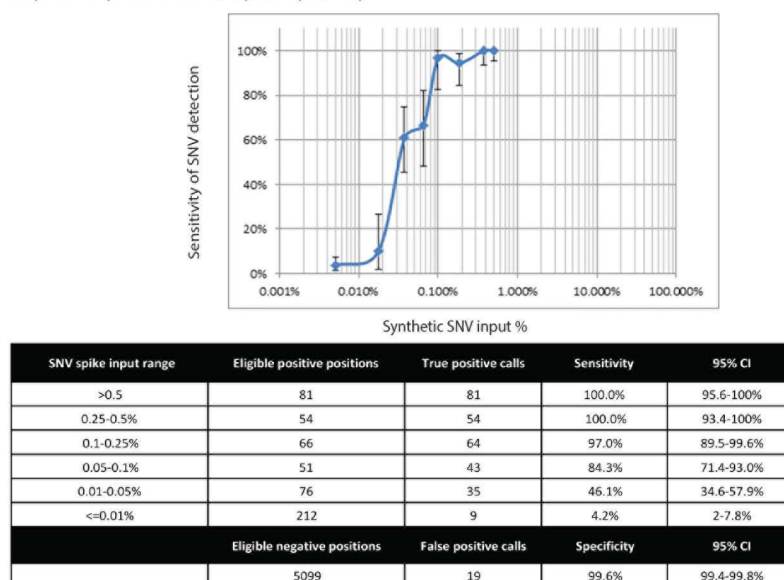 100%
80%
60%
40%
20%
0%
Sensitivity of SNV detection
0.001% 0.010% 0.100% 1.000% 10.000% 100.000%
Synthetic SNV input %
SNV spike input range Eligible positive positions True positive calls Sensitivity 95% CI
>0.5 81 81 100.0% 95.6-100%
0.25-0.5% 54 54 100.0% 93.4-100%
0.1-0.25% 66 64 97.0% 89.5-99.6%
0.05-0.1% 51 43 84.3% 71.4-93.0%
0.01-0.05% 76 35 46.1% 34.6-57.9%
<=0.01% 212 9 4.2% 2-7.8%
Eligible negative positions False positive calls Specificity 95% CI
5099 19 99.6% 99.4-99.8%